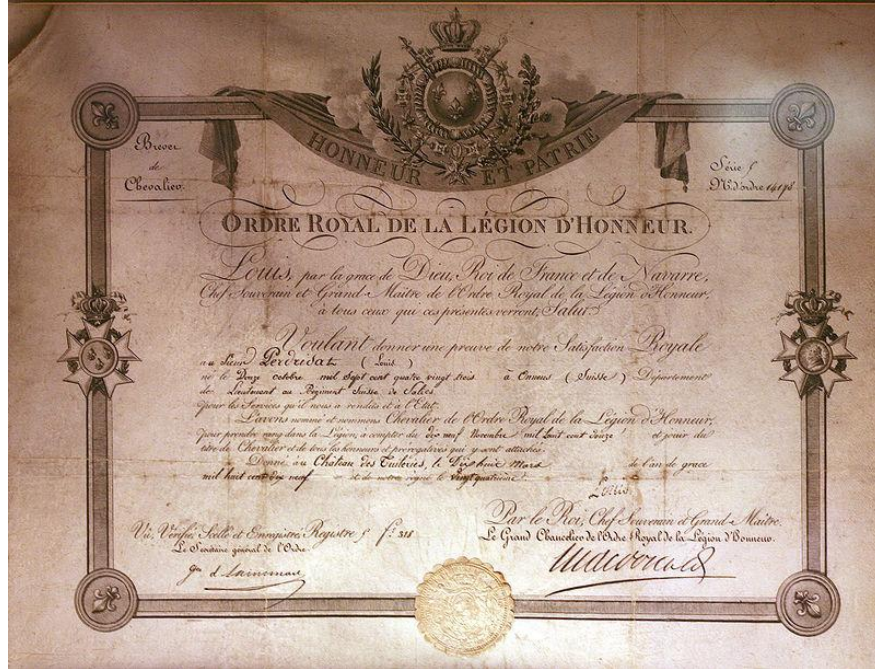 HONNEUR ET PATRIE
Brevet
de
Chevalier.
Série 5
N.º d'ordre 14178
ORDRE ROYAL DE LA LÉGION D'HONNEUR.
Louis, par la grace de Dieu, Roi de France et de Navarre,
Chef Souverain et Grand-Maître de l'Ordre Royal de la Légion d'Honneur,
à tous ceux qui ces présentes verront, Salut.
Voulant donner une preuve de notre Satisfaction Royale
au Sieur Perdrisat (Louis)
né le Douze octobre mil sept cent quatre vingt trois à Onnens (Suisse) Département
de Lieutenant au Régiment Suisse de Salis
pour les Services qu'il nous a rendus et à l'Etat.
L'avons nommé et nommons Chevalier de l'Ordre Royal de la Légion d'Honneur,
pour prendre rang dans la Légion, à compter du dix neuf Novembre mil huit cent douze et jouir du
titre de Chevalier et de tous les honneurs et prérogatives qui y sont attachés.
Donné au Château des Tuileries, le Dix huit Mars de l'an de grace
mil huit cent dix neuf et de notre règne le Vingt quatrième
Louis
Par le Roi, Chef Souverain et Grand-Maître.
Vu, Vérifié, Scellé et Enregistré, Registre 5 f.º 318
Le Grand Chancelier de l'Ordre Royal de la Légion d'Honneur.
Le Secrétaire général de l'Ordre